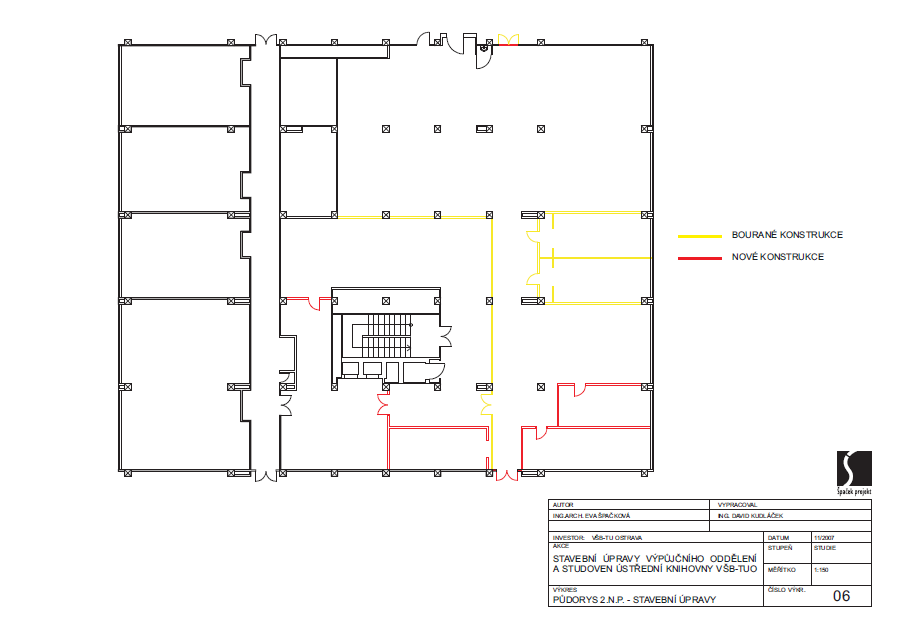 BOURANÉ KONSTRUKCE
NOVÉ KONSTRUKCE
Špaček projekt
AUTOR
VYPRACOVAL
ING.ARCH. EVA ŠPAČKOVÁ
ING. DAVID KUDLÁČEK
INVESTOR: VŠB-TU OSTRAVA
DATUM
11/2007
AKCE
STUPEŇ
STUDIE
STAVEBNÍ ÚPRAVY VÝPŮJČNÍHO ODDĚLENÍ
A STUDOVEN ÚSTŘEDNÍ KNIHOVNY VŠB-TUO
MĚŘÍTKO
1:150
VÝKRES
ČÍSLO VÝKR.
PŮDORYS 2.N.P. - STAVEBNÍ ÚPRAVY
06